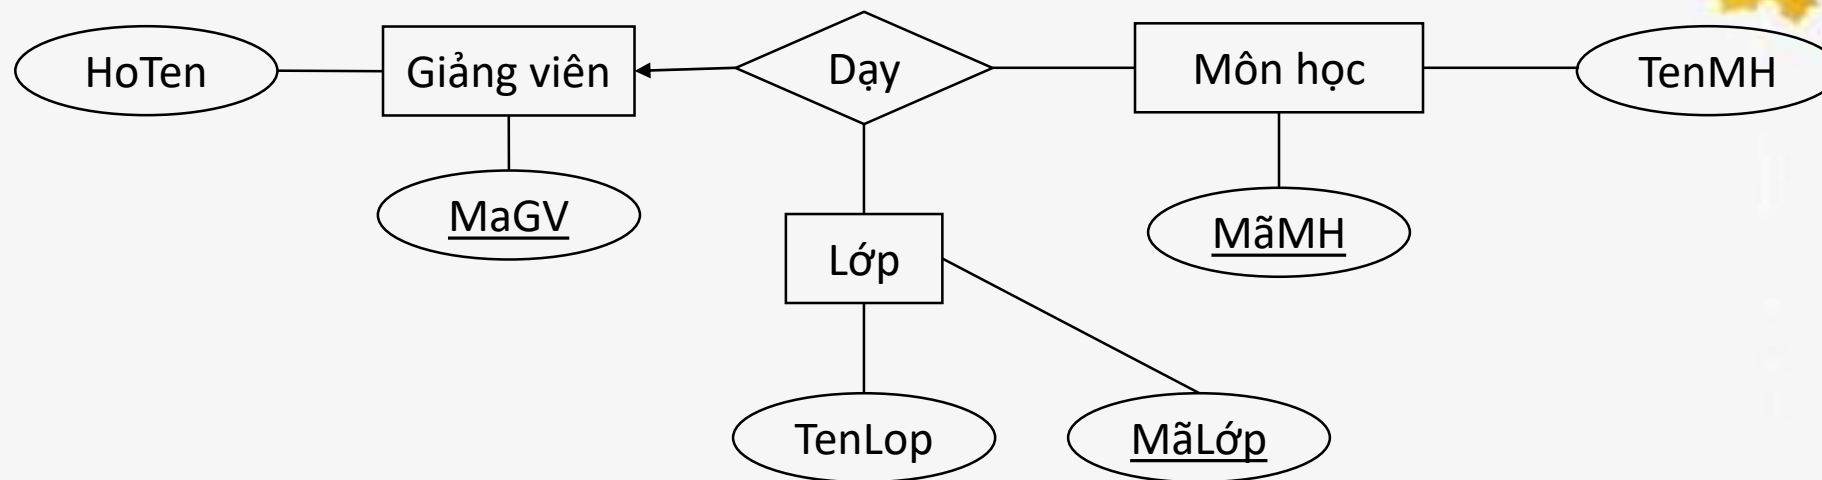 HoTen
Giảng viên
Dạy
Môn học
TenMH
MaGV
MãMH
Lớp
TenLop
MãLớp